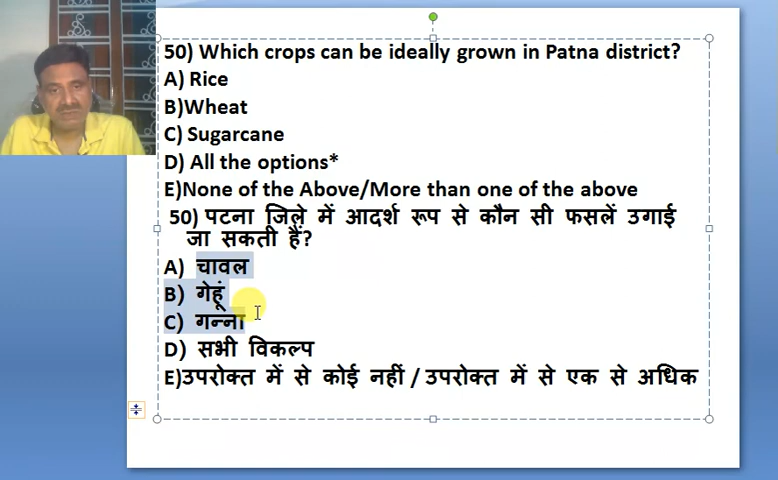 50) Which crops can be ideally grown in Patna district?
A) Rice
B)Wheat
C) Sugarcane
D) All the options*
E)None of the Above/More than one of the above
50) पटना जिले में आदर्श रूप से कौन सी फसलें उगाई
जा सकती हैं?
A) चावल
B) गेहूं
C) गन्ना
D) सभी विकल्प
E)उपरोक्त में से कोई नहीं / उपरोक्त में से एक से अधिक